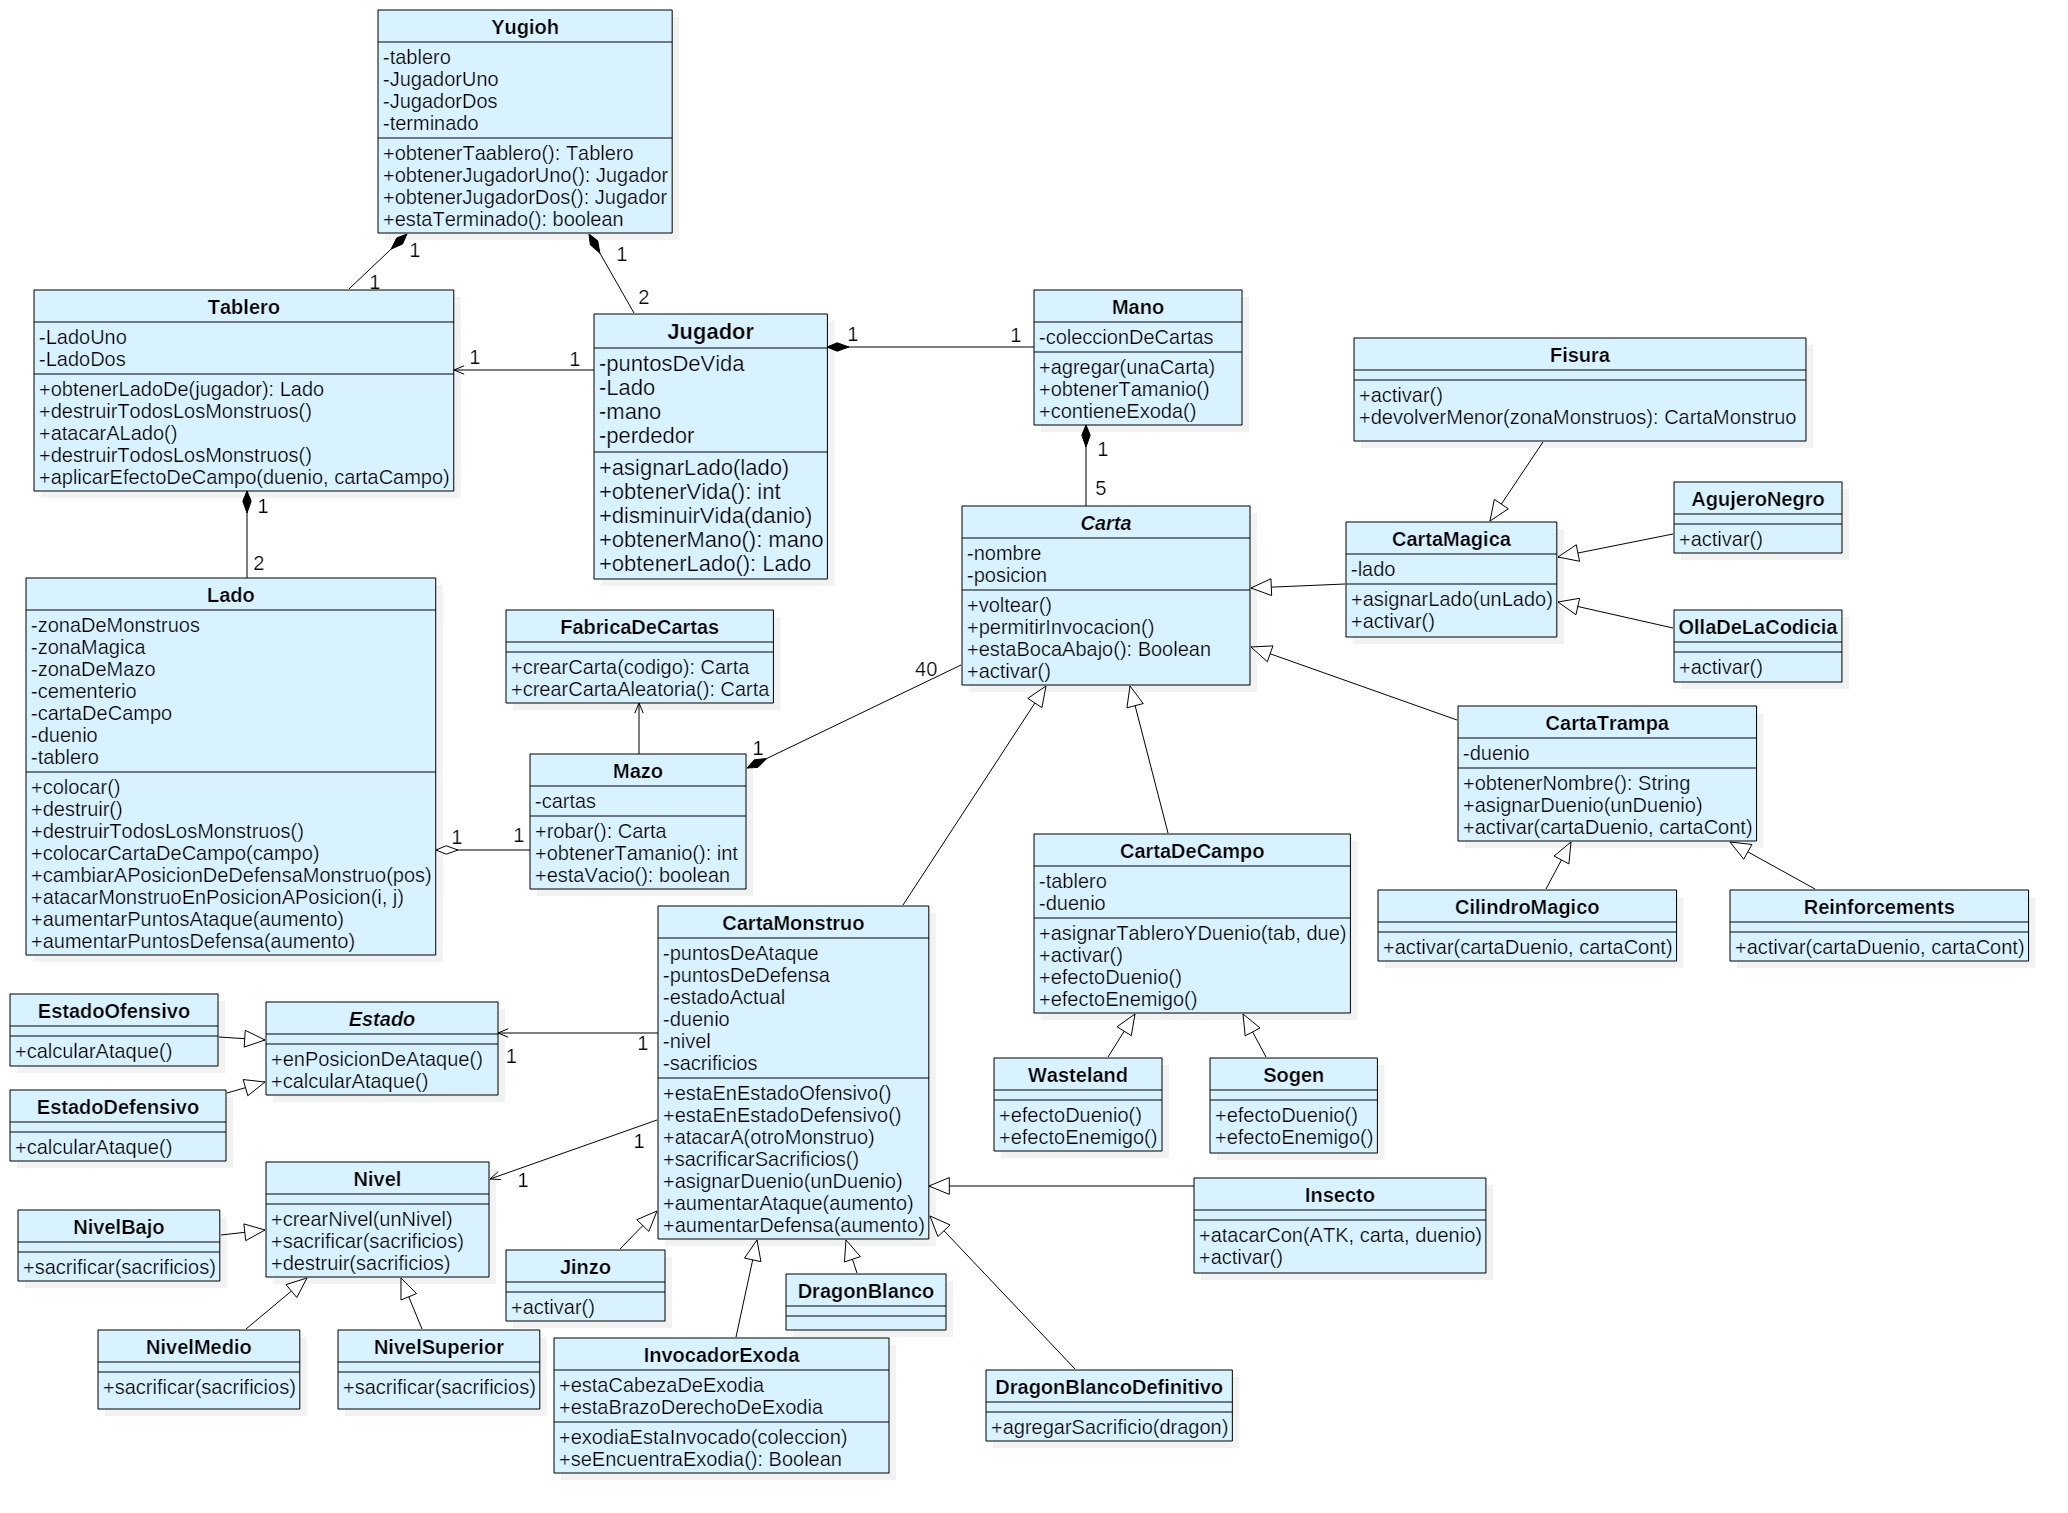 Yugioh
-tablero
-JugadorUno
-JugadorDos
-terminado
+obtenerTaablero(): Tablero
+obtenerJugadorUno(): Jugador
+obtenerJugadorDos(): Jugador
+estaTerminado(): boolean
1
1
1
2
Tablero
-LadoUno
-LadoDos
+obtenerLadoDe(jugador): Lado
+destruirTodosLosMonstruos()
+atacarALado()
+destruirTodosLosMonstruos()
+aplicarEfectoDeCampo(duenio, cartaCampo)
1
1
1
2
Jugador
-puntosDeVida
-Lado
-mano
-perdedor
+asignarLado(lado)
+obtenerVida(): int
+disminuirVida(danio)
+obtenerMano(): mano
+obtenerLado(): Lado
1
1
Mano
-coleccionDeCartas
+agregar(unaCarta)
+obtenerTamanio()
+contieneExoda()
1
5
Fisura
+activar()
+devolverMenor(zonaMonstruos): CartaMonstruo
Carta
-nombre
-posicion
+voltear()
+permitirInvocacion()
+estaBocaAbajo(): Boolean
+activar()
CartaMagica
-lado
+asignarLado(unLado)
+activar()
AgujeroNegro
+activar()
OllaDeLaCodicia
+activar()
Lado
-zonaDeMonstruos
-zonaMagica
-zonaDeMazo
-cementerio
-cartaDeCampo
-duenio
-tablero
+colocar()
+destruir()
+destruirTodosLosMonstruos()
+colocarCartaDeCampo(campo)
+cambiarAPosicionDeDefensaMonstruo(pos)
+atacarMonstruoEnPosicionAPosicion(i, j)
+aumentarPuntosAtaque(aumento)
+aumentarPuntosDefensa(aumento)
1
1
FabricaDeCartas
+crearCarta(codigo): Carta
+crearCartaAleatoria(): Carta
Mazo
-cartas
+robar(): Carta
+obtenerTamanio(): int
+estaVacio(): boolean
1
40
CartaTrampa
-duenio
+obtenerNombre(): String
+asignarDuenio(unDuenio)
+activar(cartaDuenio, cartaCont)
CilindroMagico
+activar(cartaDuenio, cartaCont)
Reinforcements
+activar(cartaDuenio, cartaCont)
CartaDeCampo
-tablero
-duenio
+asignarTableroYDuenio(tab, due)
+activar()
+efectoDuenio()
+efectoEnemigo()
Wasteland
+efectoDuenio()
+efectoEnemigo()
Sogen
+efectoDuenio()
+efectoEnemigo()
CartaMonstruo
-puntosDeAtaque
-puntosDeDefensa
-estadoActual
-duenio
-nivel
-sacrificios
+estaEnEstadoOfensivo()
+estaEnEstadoDefensivo()
+atacarA(otroMonstruo)
+sacrificarSacrificios()
+asignarDuenio(unDuenio)
+aumentarAtaque(aumento)
+aumentarDefensa(aumento)
1
1
1
1
EstadoOfensivo
+calcularAtaque()
Estado
+enPosicionDeAtaque()
+calcularAtaque()
EstadoDefensivo
+calcularAtaque()
Nivel
+crearNivel(unNivel)
+sacrificar(sacrificios)
+destruir(sacrificios)
NivelBajo
+sacrificar(sacrificios)
NivelMedio
+sacrificar(sacrificios)
NivelSuperior
+sacrificar(sacrificios)
Jinzo
+activar()
DragonBlanco
Insecto
+atacarCon(ATK, carta, duenio)
+activar()
InvocadorExoda
+estaCabezaDeExodia
+estaBrazoDerechoDeExodia
+exodiaEstaInvocado(coleccion)
+seEncuentraExodia(): Boolean
DragonBlancoDefinitivo
+agregarSacrificio(dragon)